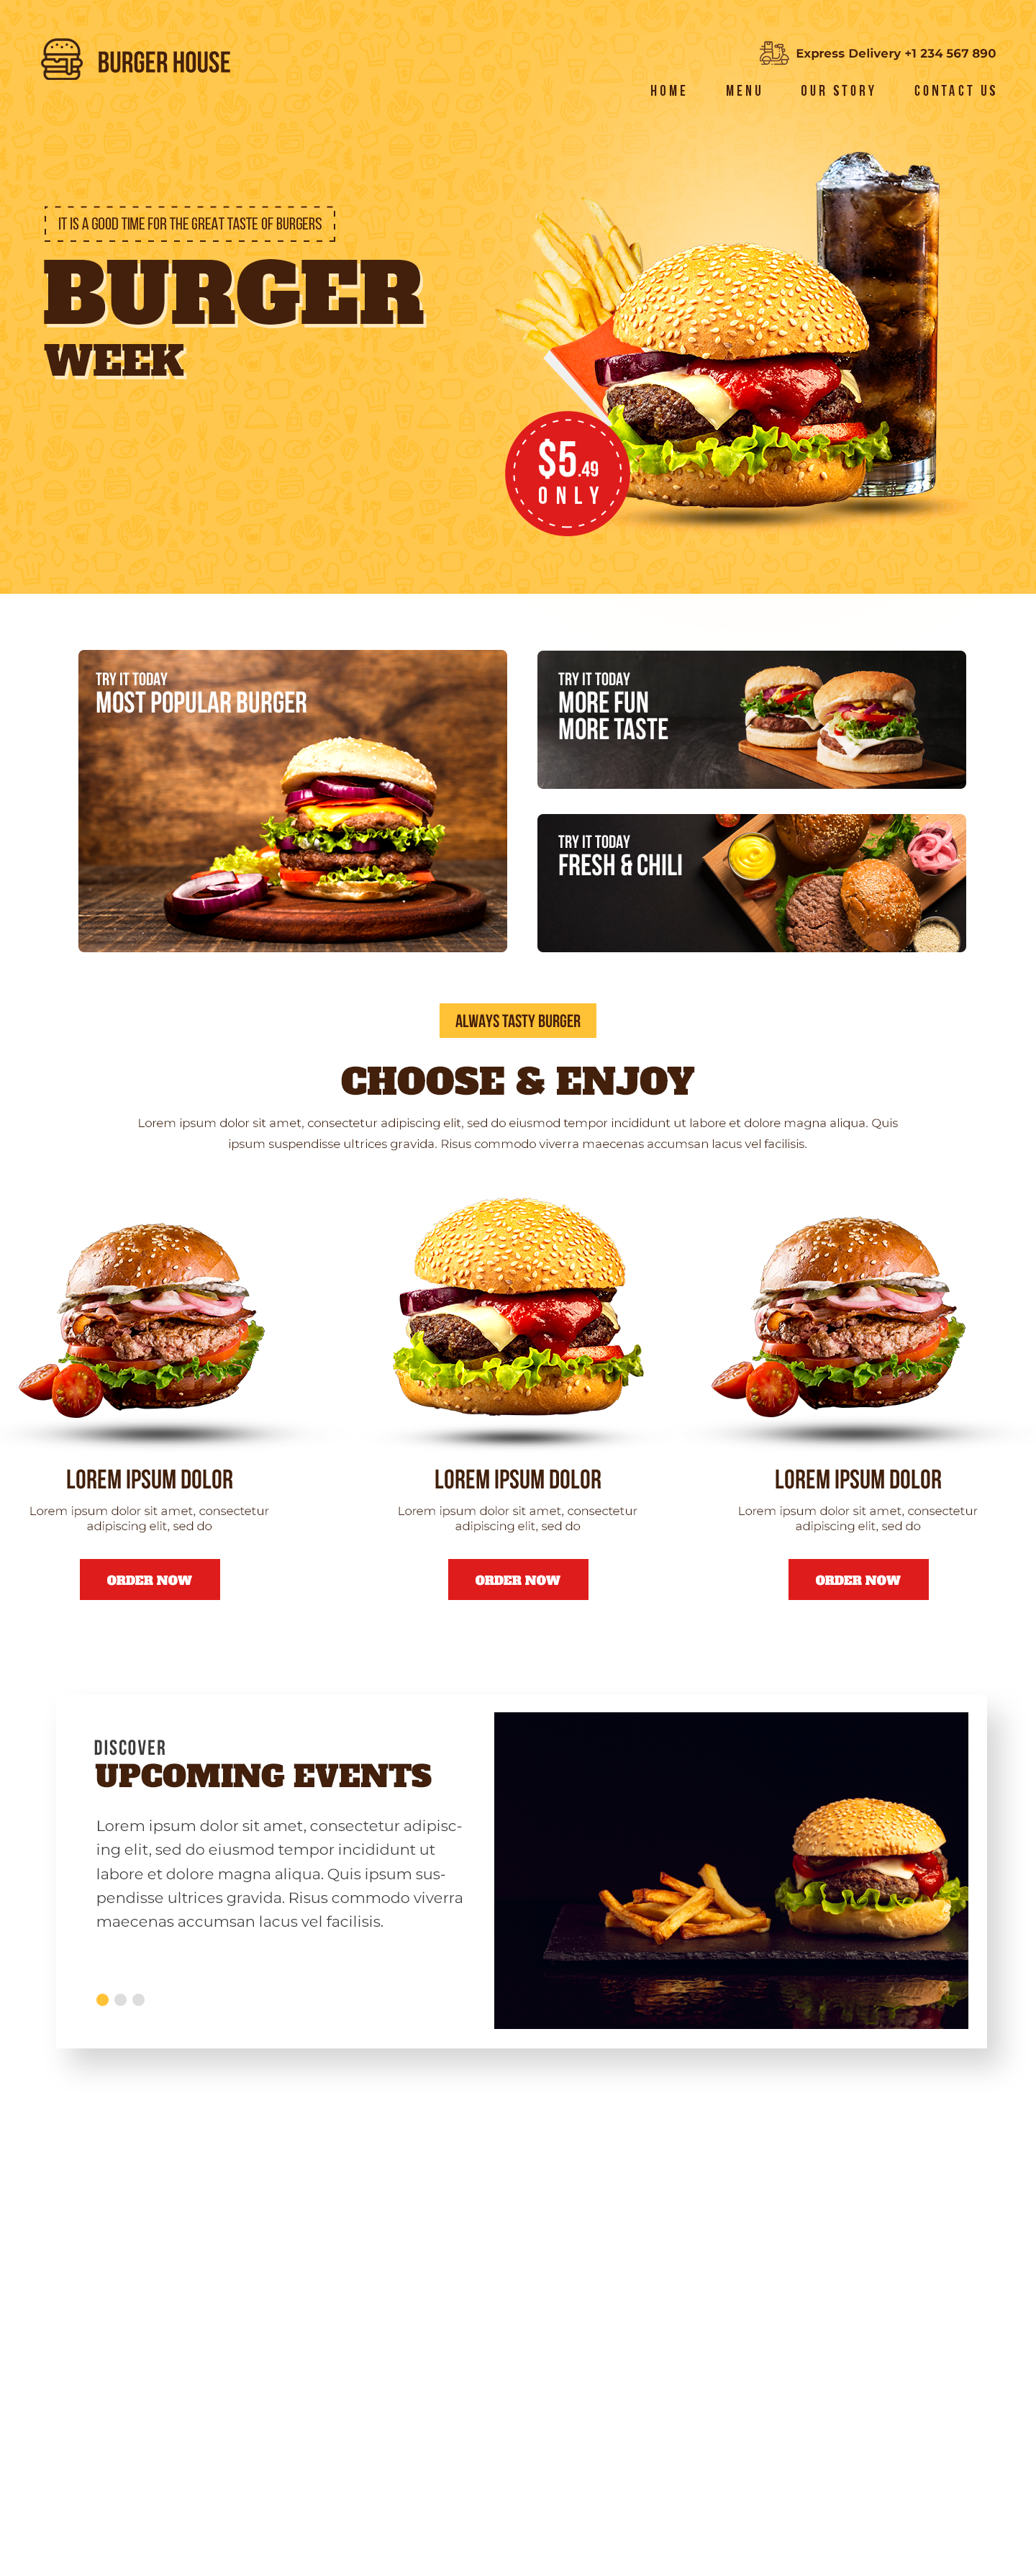 BURGER HOUSE
Express Delivery +1 234 567 890
HOME MENU OUR STORY CONTACT US
IT IS A GOOD TIME FOR THE GREAT TASTE OF BURGERS
BURGER
WEEK
$5.49
ONLY
TRY IT TODAY
MOST POPULAR BURGER
TRY IT TODAY
MORE FUN
MORE TASTE
TRY IT TODAY
FRESH & CHILI
ALWAYS TASTY BURGER
CHOOSE & ENJOY
Lorem ipsum dolor sit amet, consectetur adipiscing elit, sed do eiusmod tempor incididunt ut labore et dolore magna aliqua. Quis
ipsum suspendisse ultrices gravida. Risus commodo viverra maecenas accumsan lacus vel facilisis.
LOREM IPSUM DOLOR
Lorem ipsum dolor sit amet, consectetur
adipiscing elit, sed do
ORDER NOW
LOREM IPSUM DOLOR
Lorem ipsum dolor sit amet, consectetur
adipiscing elit, sed do
ORDER NOW
LOREM IPSUM DOLOR
Lorem ipsum dolor sit amet, consectetur
adipiscing elit, sed do
ORDER NOW
DISCOVER
UPCOMING EVENTS
Lorem ipsum dolor sit amet, consectetur adipisc-
ing elit, sed do eiusmod tempor incididunt ut
labore et dolore magna aliqua. Quis ipsum sus-
pendisse ultrices gravida. Risus commodo viverra
maecenas accumsan lacus vel facilisis.